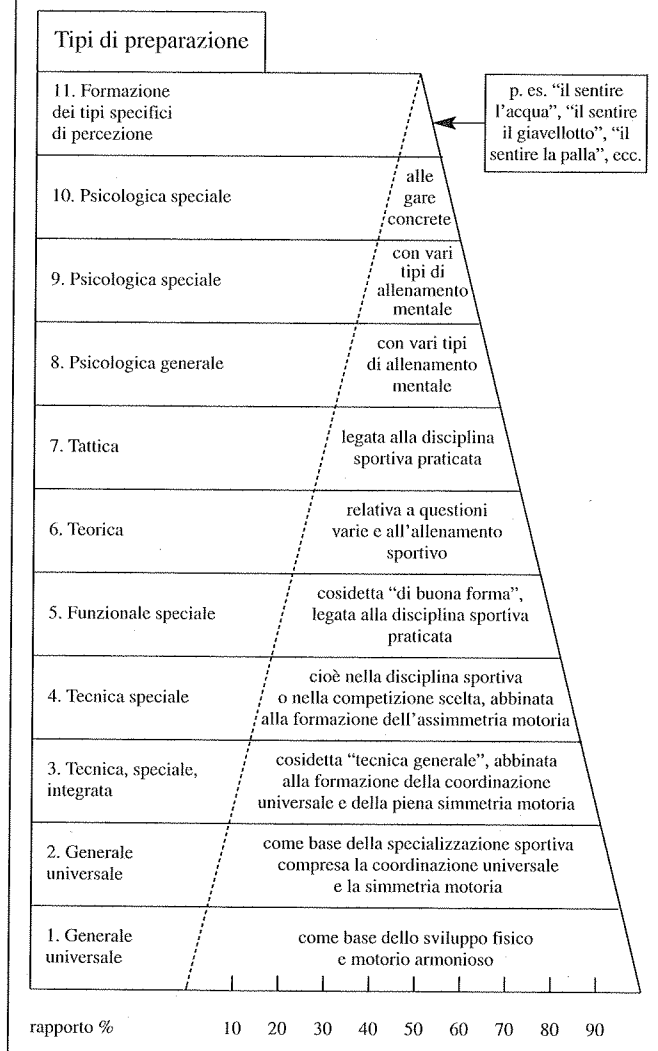 Tipi di preparazione
11. Formazione
dei tipi specifici
di percezione
p. es. “il sentire
l’acqua”, “il sentire
il giavellotto”, “il
sentire la palla”, ecc.
10. Psicologica speciale
alle
gare
concrete
9. Psicologica speciale
con vari
tipi di
allenamento
mentale
8. Psicologica generale
con vari tipi
di allenamento
mentale
7. Tattica
legata alla disciplina
sportiva praticata
6. Teorica
relativa a questioni
varie e all’allenamento
sportivo
5. Funzionale speciale
cosidetta “di buona forma”,
legata alla disciplina sportiva
praticata
4. Tecnica speciale
cioè nella disciplina sportiva
o nella competizione scelta, abbinata
alla formazione dell’assimmetria motoria
3. Tecnica, speciale,
integrata
cosidetta “tecnica generale”, abbinata
alla formazione della coordinazione
universale e della piena simmetria motoria
2. Generale
universale
come base della specializzazione sportiva
compresa la coordinazione universale
e la simmetria motoria
1. Generale
universale
come base dello sviluppo fisico
e motorio armonioso
rapporto % 10 20 30 40 50 60 70 80 90